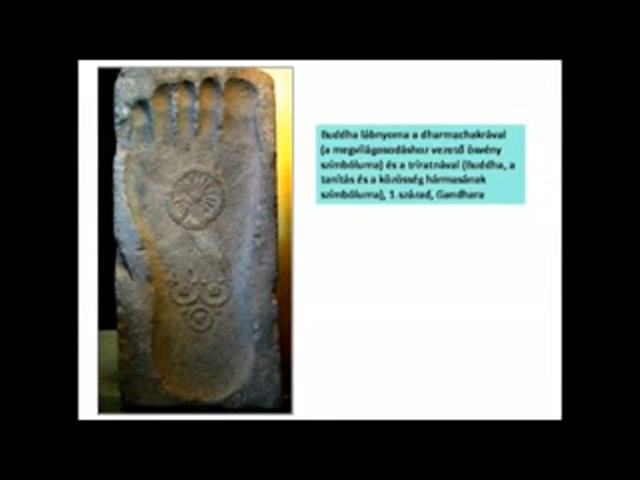 Buddha lábnyoma a dharmachakrával
(a megvilágosodáshoz vezető ösvény
szimbóluma) és a triratnával (Buddha, a
tanítás és a közösség hármasának
szimbóluma), 1. század, Gandhara